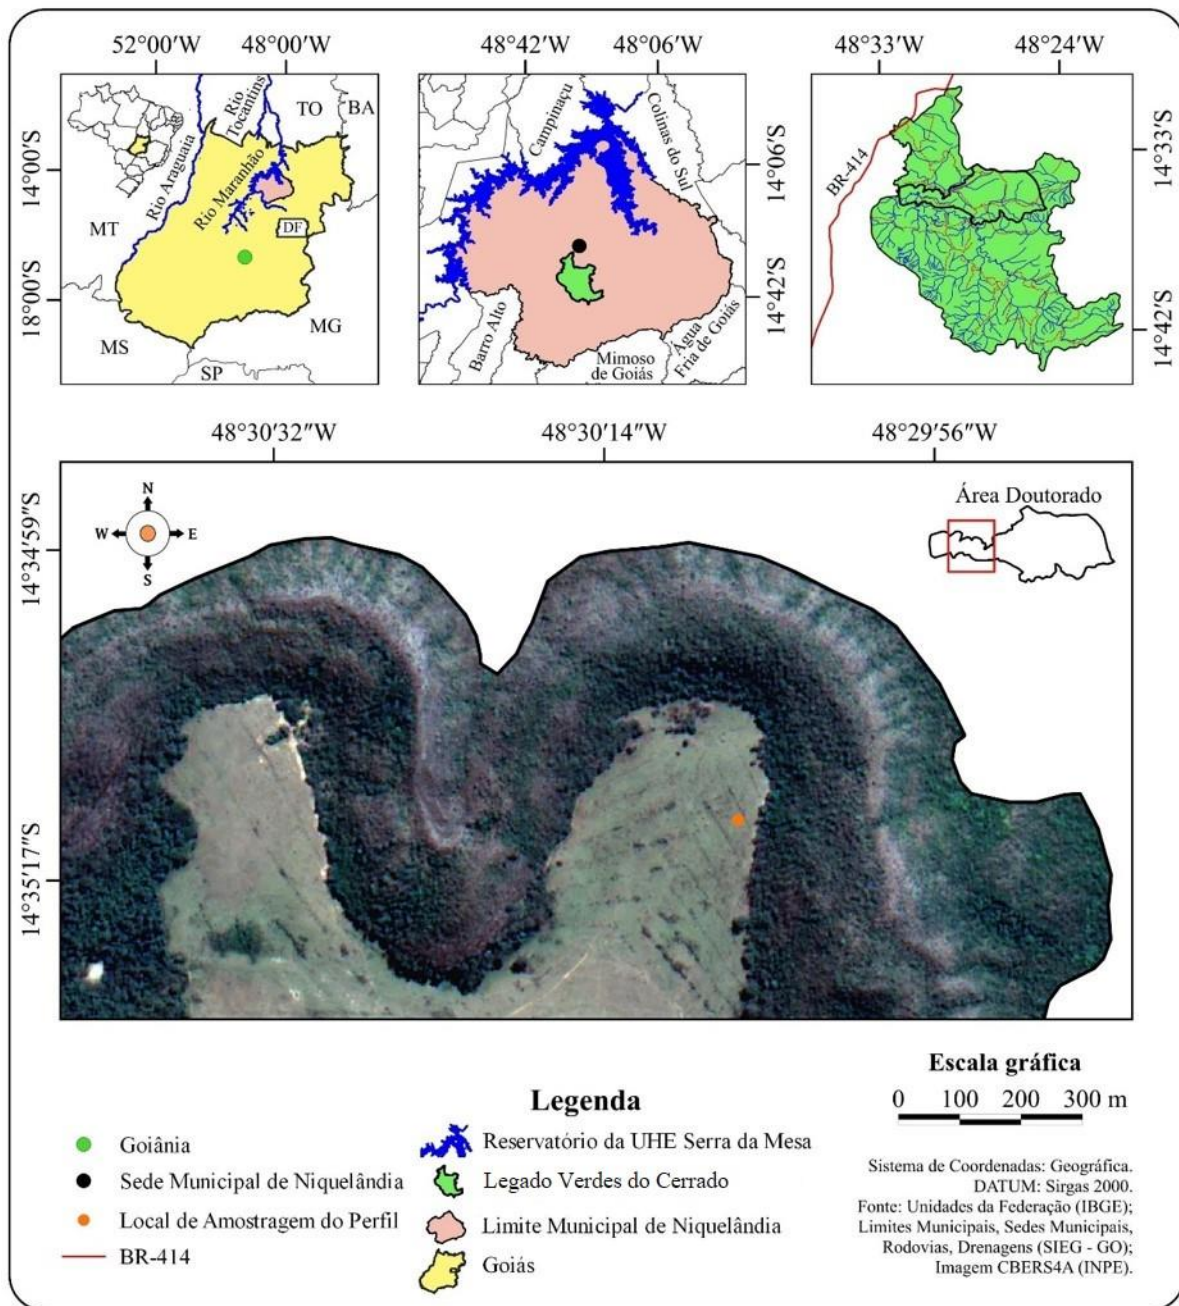 52°00'W
48°00'W
48°42'W
48°06'W
48°33'W
48°24'W
14°00'S
18°00'S
Rio Araguaia
Rio Tocantins
Rio Maranhão
TO
BA
MT
DF
MG
MS
SP
Campinaçu
Colinas do Sul
Barro Alto
Mimoso
de Goiás
Água
Fria de Goiás
14°06'S
14°42'S
BR-414
14°33'S
14°42'S
48°30'32"W
48°30'14"W
48°29'56"W
14°34'59"S
14°35'17"S
N
W
E
S
Área Doutorado
Legenda
Goiânia
Sede Municipal de Niquelândia
Local de Amostragem do Perfil
BR-414
Reservatório da UHE Serra da Mesa
Legado Verdes do Cerrado
Limite Municipal de Niquelândia
Goiás
Escala gráfica
0 100 200 300 m
Sistema de Coordenadas: Geográfica.
DATUM: Sirgas 2000.
Fonte: Unidades da Federação (IBGE);
Limites Municipais, Sedes Municipais,
Rodovias, Drenagens (SIEG - GO);
Imagem CBERS4A (INPE).